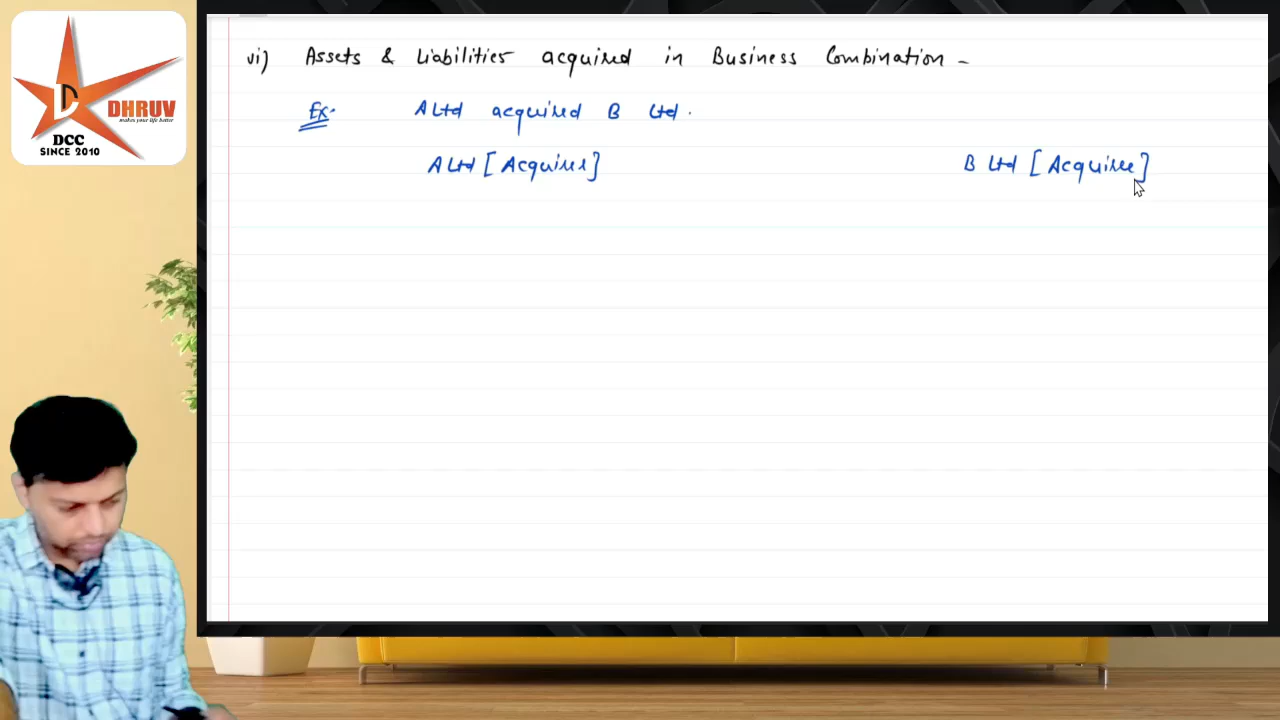 D
DHRUV
makes your life better
DCC
SINCE 2010
vi) Assets & Liabilities acquired in Business Combination -
Ex:- A Ltd acquired B Ltd.
A Ltd [Acquirer] B Ltd [Acquiree]